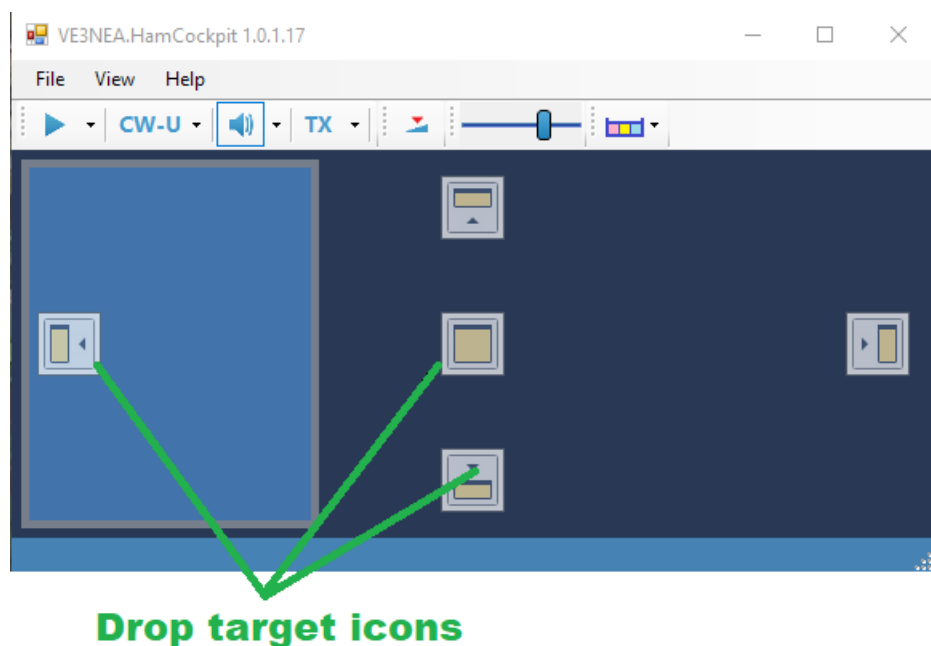 VE3NEA.HamCockpit 1.0.1.17
File View Help
CW-U TX
Drop target icons